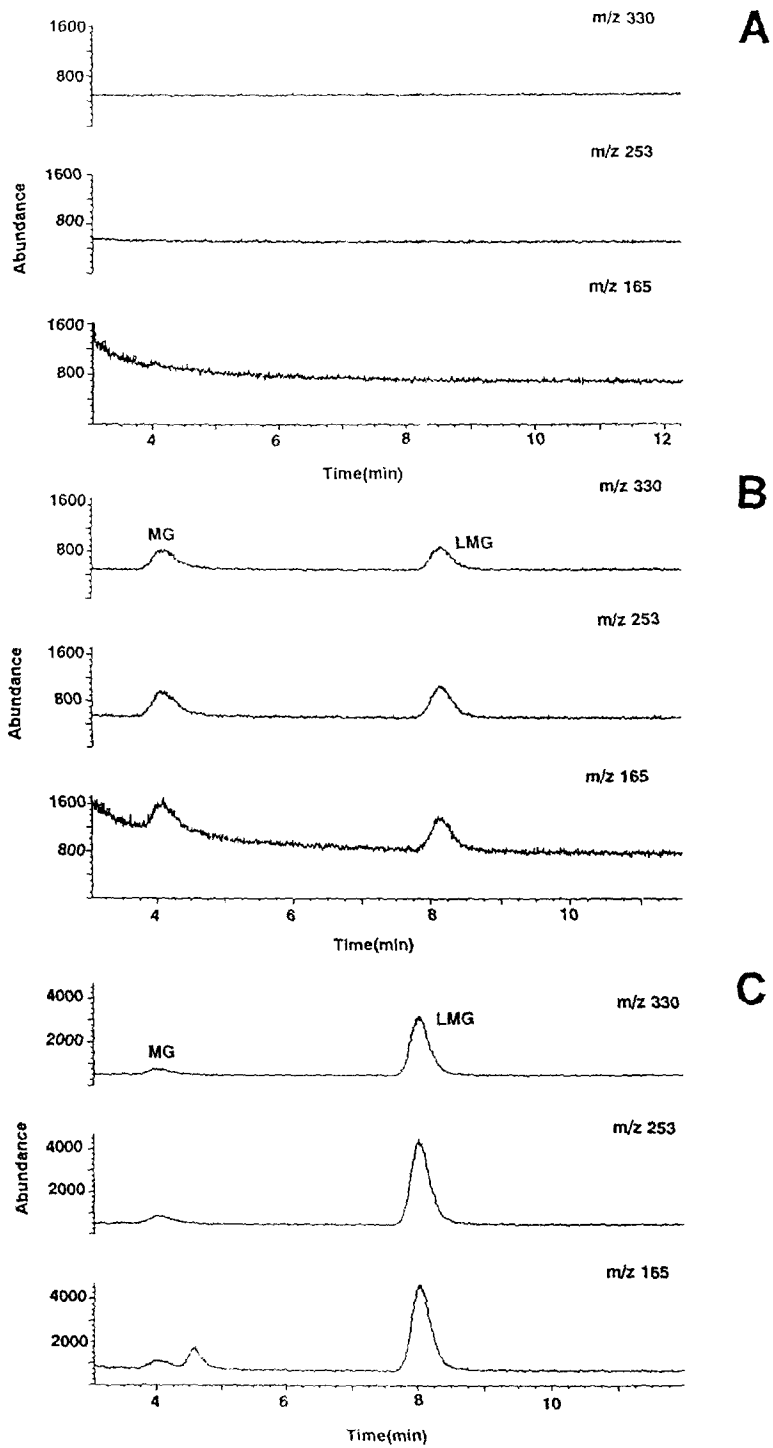 A
m/z 330
1600
800
m/z 253
1600
800
Abundance
m/z 165
1600
800
4 6 8 10 12
Time(min)
B
m/z 330
1600
MG
LMG
800
m/z 253
1600
800
Abundance
m/z 165
1600
800
4 6 8 10
Time(min)
C
m/z 330
4000
LMG
2000
MG
m/z 253
4000
2000
Abundance
m/z 165
4000
2000
4 6 8 10
Time(min)